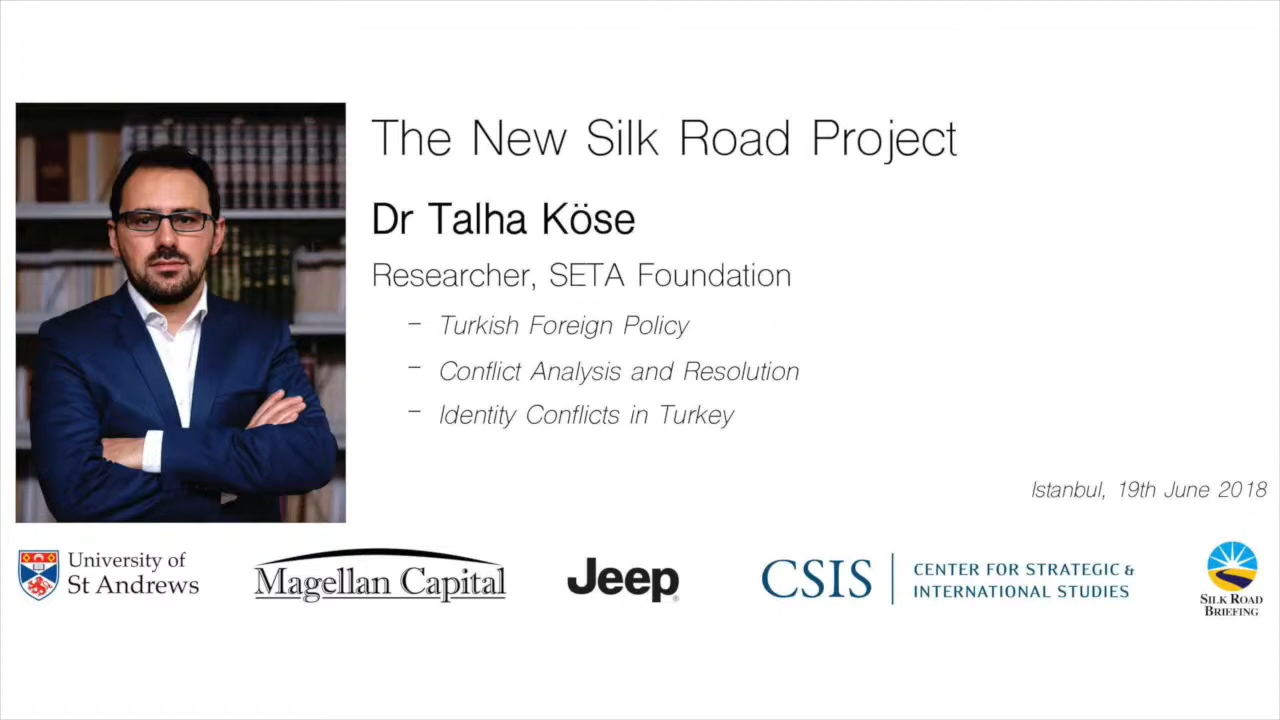 The New Silk Road Project
Dr Talha Köse
Researcher, SETA Foundation
- Turkish Foreign Policy
- Conflict Analysis and Resolution
- Identity Conflicts in Turkey
Istanbul, 19th June 2018
University of
St Andrews
Magellan Capital
Jeep®
CSIS
CENTER FOR STRATEGIC &
INTERNATIONAL STUDIES
SILK ROAD
BRIEFING